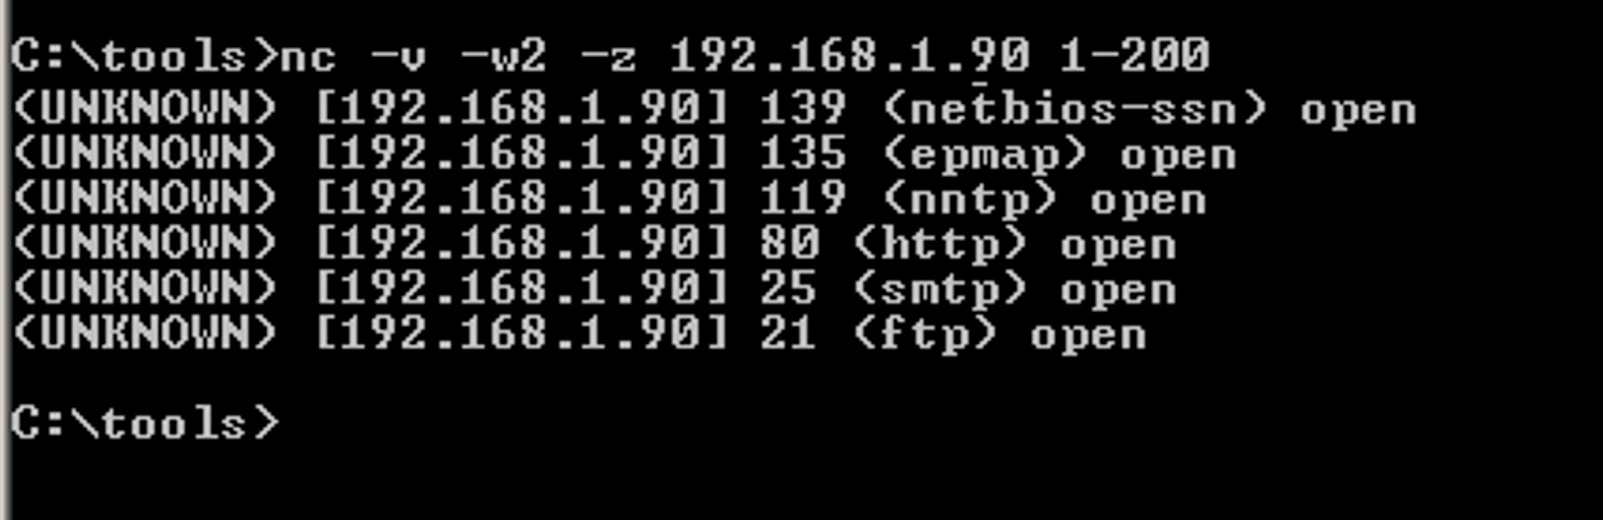 C:\tools>nc -v -w2 -z 192.168.1.90 1-200
(UNKNOWN) [192.168.1.90] 139 (netbios-ssn) open
(UNKNOWN) [192.168.1.90] 135 (epmap) open
(UNKNOWN) [192.168.1.90] 119 (nntp) open
(UNKNOWN) [192.168.1.90] 80 (http) open
(UNKNOWN) [192.168.1.90] 25 (smtp) open
(UNKNOWN) [192.168.1.90] 21 (ftp) open
C:\tools>